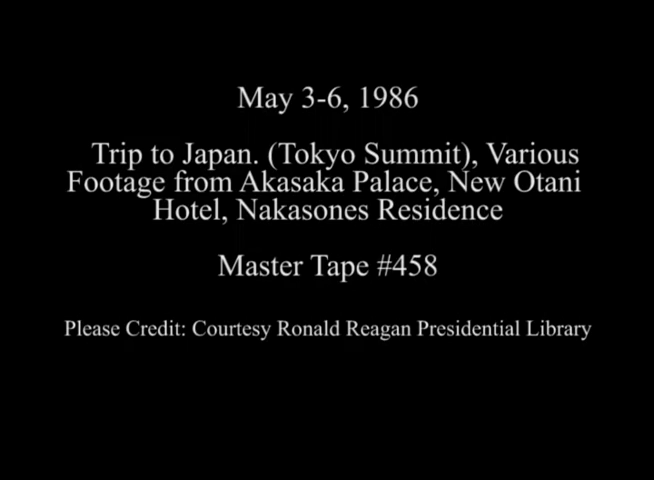 May 3-6, 1986
Trip to Japan. (Tokyo Summit), Various
Footage from Akasaka Palace, New Otani
Hotel, Nakasones Residence
Master Tape #458
Please Credit: Courtesy Ronald Reagan Presidential Library